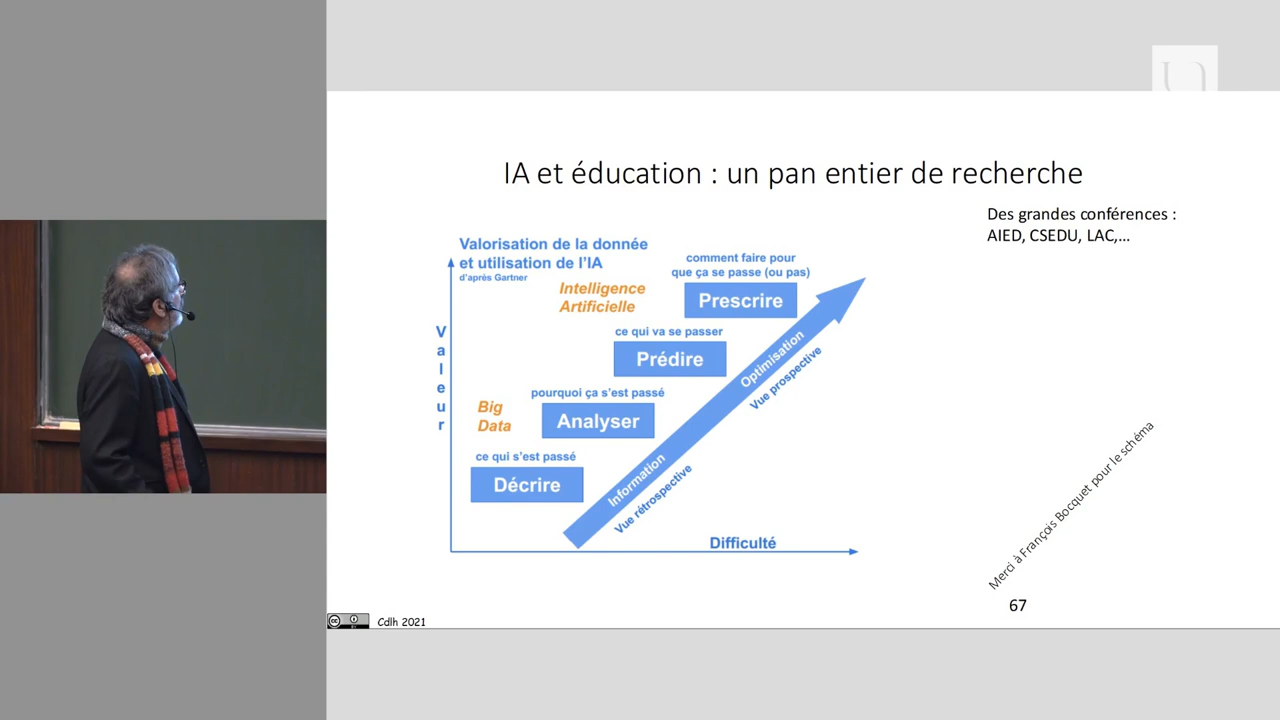 IA et éducation : un pan entier de recherche
Des grandes conférences :
AIED, CSEDU, LAC,...
Valorisation de la donnée
et utilisation de l'IA
d'après Gartner
comment faire pour
que ça se passe (ou pas)
Intelligence
Artificielle
Prescrire
ce qui va se passer
Prédire
Optimisation
Vue prospective
pourquoi ça s'est passé
Analyser
Big
Data
ce qui s'est passé
Décrire
Information
Vue rétrospective
Valeur
Difficulté
Merci à François Bocquet pour le schéma
67
cc
Cdlh 2021